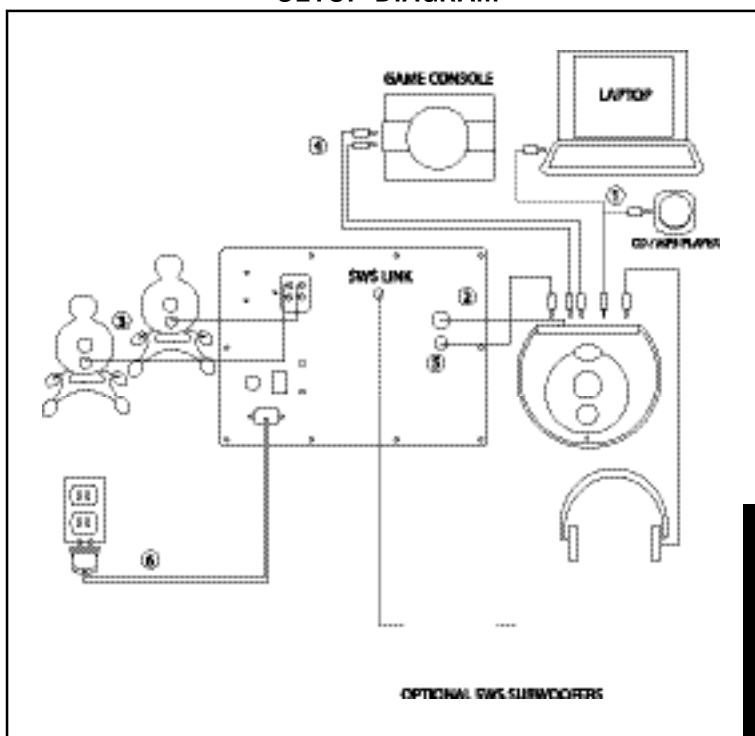 SETUP DIAGRAM
GAME CONSOLE
LAPTOP
4
1
CD / MP3 PLAYER
SWS LINK
2
3
5
6
OPTIONAL SWS SUBWOOFERS